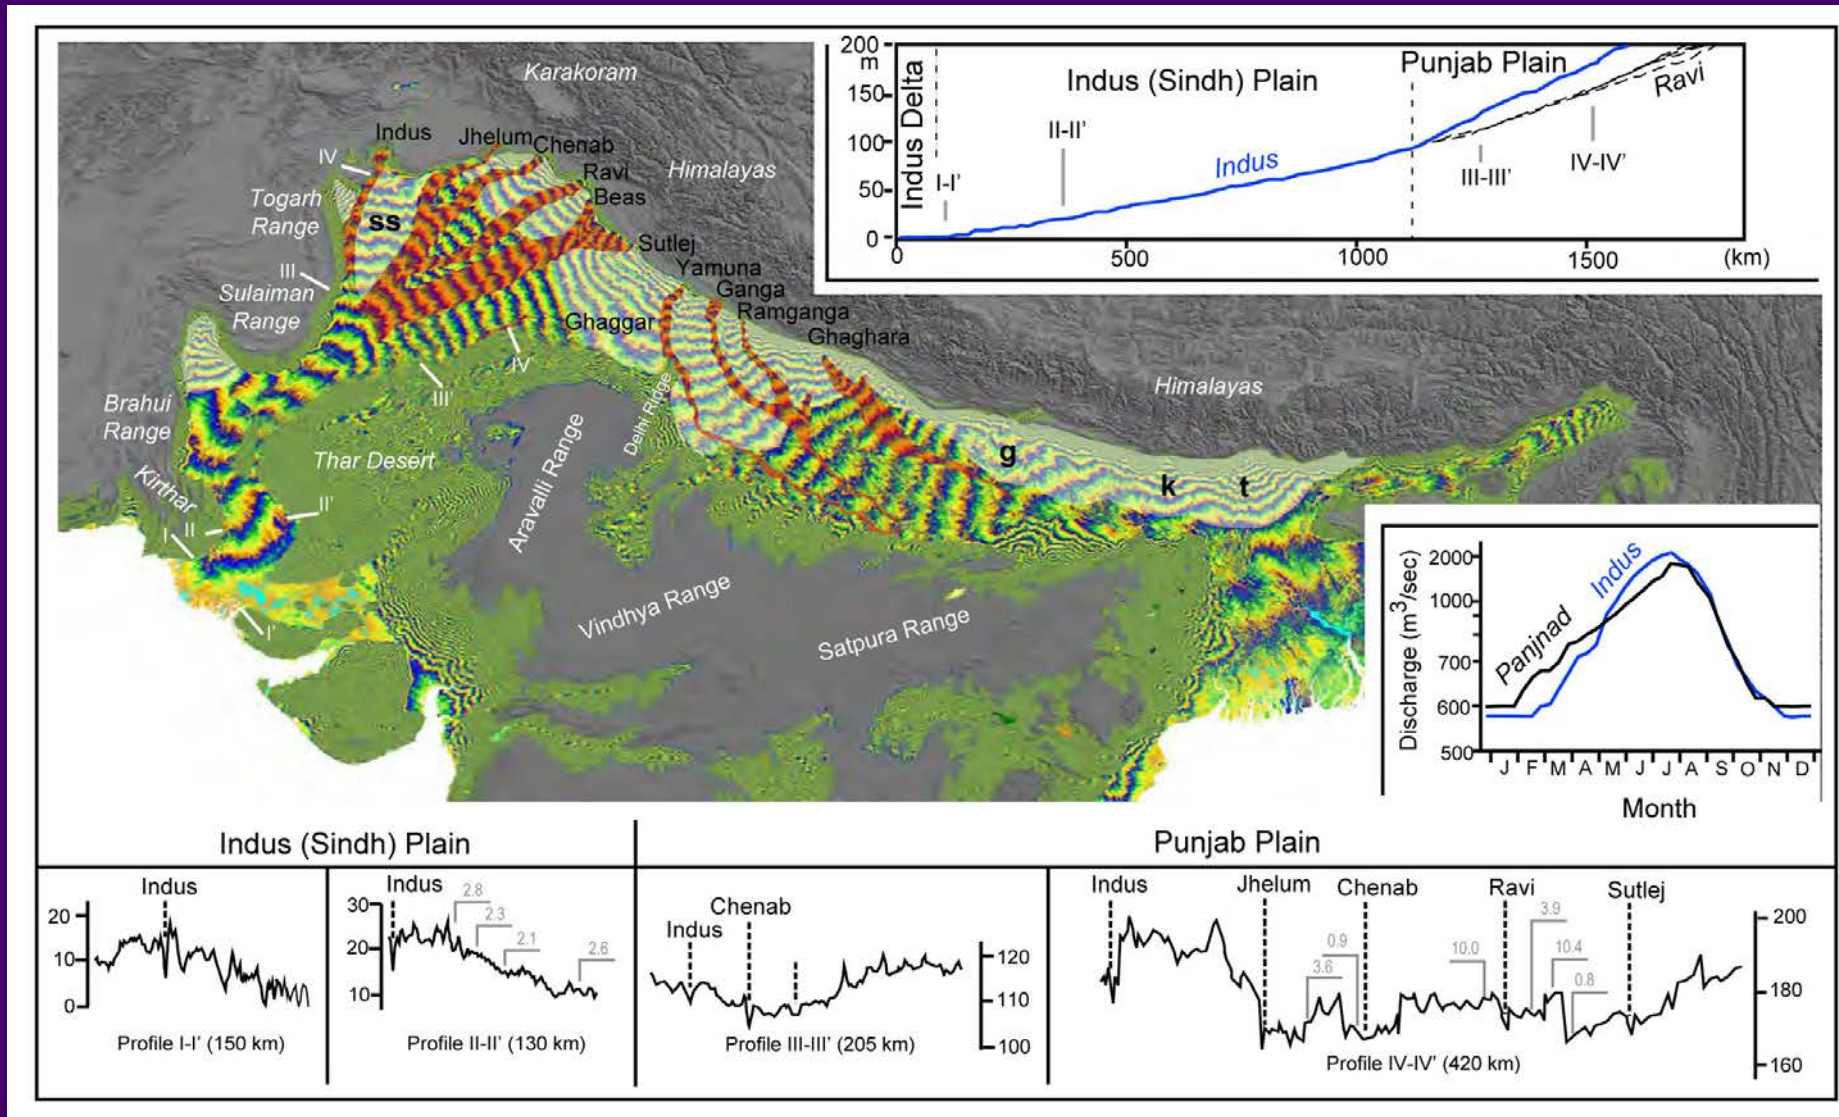 Karakoram
Indus
Jhelum
Chenab
IV
Ravi
Himalayas
Beas
Togarh
Range
ss
Sutlej
III
Yamuna
Sulaiman
Range
Ganga
Ramganga
Ghaggar
Ghaghara
IV'
III'
Himalayas
Brahui
Range
Delhi Ridge
Aravalli Range
Thar Desert
g
k
t
Kirthar
II'
I
II
I'
Vindhya Range
Satpura Range
200
m
150
100
50
0
Indus Delta
Indus (Sindh) Plain
Punjab Plain
Ravi
II-II'
I-I'
Indus
III-III'
IV-IV'
0
500
1000
1500
(km)
Discharge (m3/sec)
2000
1000
700
600
500
Indus
Panjnad
J F M A M J J A S O N D
Month
Indus (Sindh) Plain
Punjab Plain
Indus
20
10
0
Profile I-I' (150 km)
Indus
30
20
10
2.8
2.3
2.1
2.6
Profile II-II' (130 km)
Chenab
Indus
120
110
100
Profile III-III' (205 km)
Indus
Jhelum
Chenab
Ravi
Sutlej
3.6
0.9
10.0
3.9
10.4
0.8
200
180
160
Profile IV-IV' (420 km)